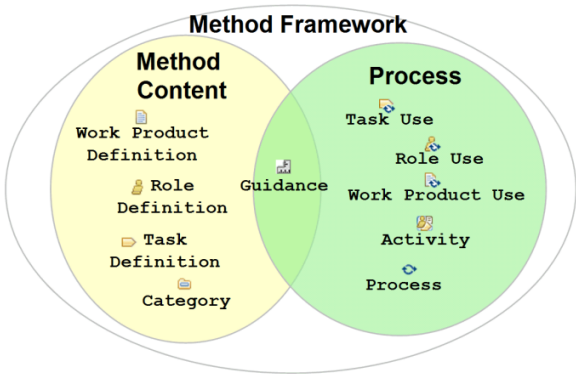 Method Framework
Method
Content
Work Product
Definition
Role
Definition
Task
Definition
Category
Guidance
Process
Task Use
Role Use
Work Product Use
Activity
Process